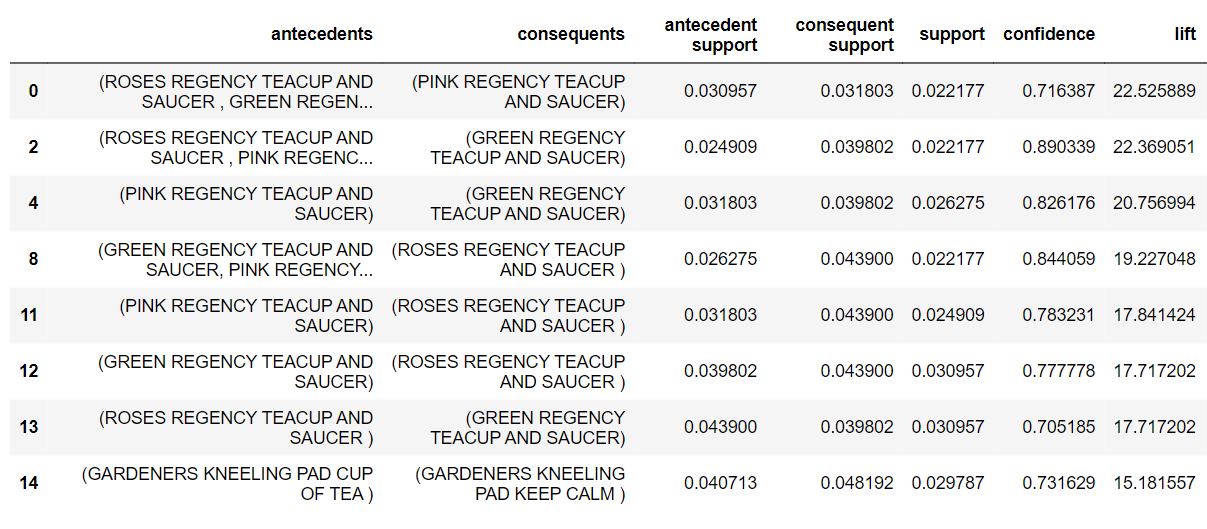 antecedents consequents antecedent support consequent support support confidence lift
0 (ROSES REGENCY TEACUP AND SAUCER , GREEN REGEN... (PINK REGENCY TEACUP AND SAUCER) 0.030957 0.031803 0.022177 0.716387 22.525889
2 (ROSES REGENCY TEACUP AND SAUCER , PINK REGENC... (GREEN REGENCY TEACUP AND SAUCER) 0.024909 0.039802 0.022177 0.890339 22.369051
4 (PINK REGENCY TEACUP AND SAUCER) (GREEN REGENCY TEACUP AND SAUCER) 0.031803 0.039802 0.026275 0.826176 20.756994
8 (GREEN REGENCY TEACUP AND SAUCER, PINK REGENCY... (ROSES REGENCY TEACUP AND SAUCER ) 0.026275 0.043900 0.022177 0.844059 19.227048
11 (PINK REGENCY TEACUP AND SAUCER) (ROSES REGENCY TEACUP AND SAUCER ) 0.031803 0.043900 0.024909 0.783231 17.841424
12 (GREEN REGENCY TEACUP AND SAUCER) (ROSES REGENCY TEACUP AND SAUCER ) 0.039802 0.043900 0.030957 0.777778 17.717202
13 (ROSES REGENCY TEACUP AND SAUCER ) (GREEN REGENCY TEACUP AND SAUCER) 0.043900 0.039802 0.030957 0.705185 17.717202
14 (GARDENERS KNEELING PAD CUP OF TEA ) (GARDENERS KNEELING PAD KEEP CALM ) 0.040713 0.048192 0.029787 0.731629 15.181557